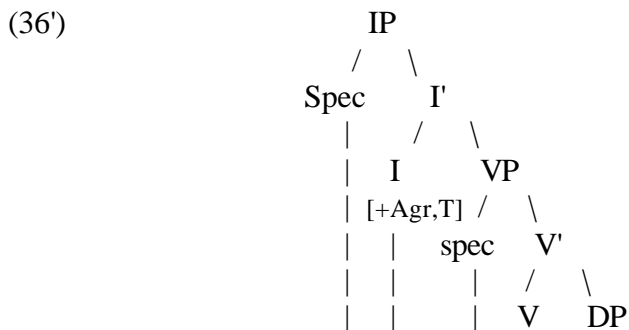 (36') IP
/ \
Spec I'
| / \
| I VP
| [+Agr,T] / \
| | spec V'
| | | / \
| | | V DP